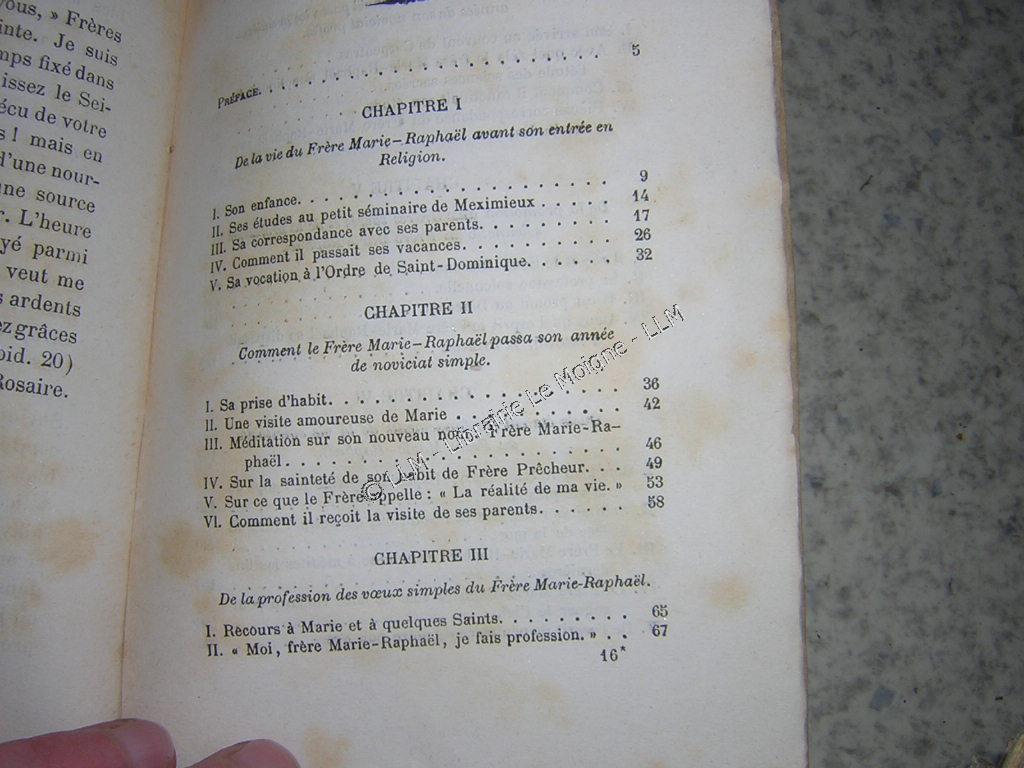 vous, » Frères
inte. Je suis
mps fixé dans
issez le Sei-
écu de votre
s ! mais en
d'une nour-
une source
r. L'heure
yé parmi
veut me
s ardents
ez grâces
oid. 20)
Rosaire.
PRÉFACE. 5
CHAPITRE I
De la vie du Frère Marie-Raphaël avant son entrée en
Religion.
I. Son enfance. 9
II. Ses études au petit séminaire de Meximieux 14
III. Sa correspondance avec ses parents. 17
IV. Comment il passait ses vacances. 26
V. Sa vocation à l'Ordre de Saint-Dominique. 32
CHAPITRE II
Comment le Frère Marie-Raphaël passa son année
de noviciat simple.
I. Sa prise d'habit. 36
II. Une visite amoureuse de Marie 42
III. Méditation sur son nouveau nom: Frère Marie-Ra-
phaël. 46
IV. Sur la sainteté de son habit de Frère Prêcheur. 49
V. Sur ce que le Frère appelle : « La réalité de ma vie. » 53
VI. Comment il reçoit la visite de ses parents. 58
CHAPITRE III
De la profession des vœux simples du Frère Marie-Raphaël.
I. Recours à Marie et à quelques Saints. 65
II. « Moi, frère Marie-Raphaël, je fais profession. » 67
16*
© LLM - Librairie Le Moigne - LLM